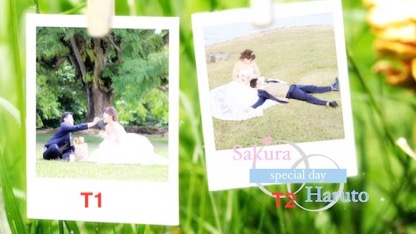 T1
Sakura
special day
T2
Haruto